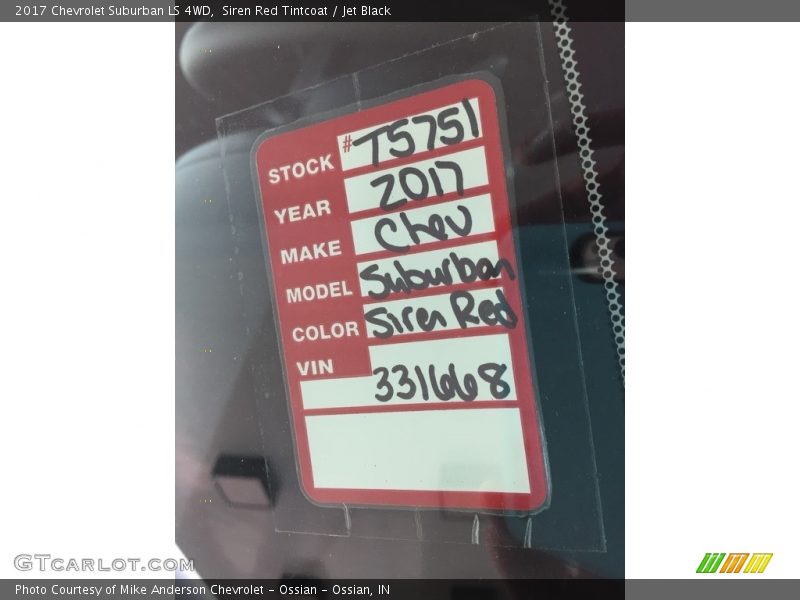 2017 Chevrolet Suburban LS 4WD,  Siren Red Tintcoat / Jet Black
STOCK #T5751
YEAR 2017
MAKE Chev
MODEL Suburban
COLOR Siren Red
VIN 331668
GTcarlot.com
Photo Courtesy of Mike Anderson Chevrolet - Ossian - Ossian, IN